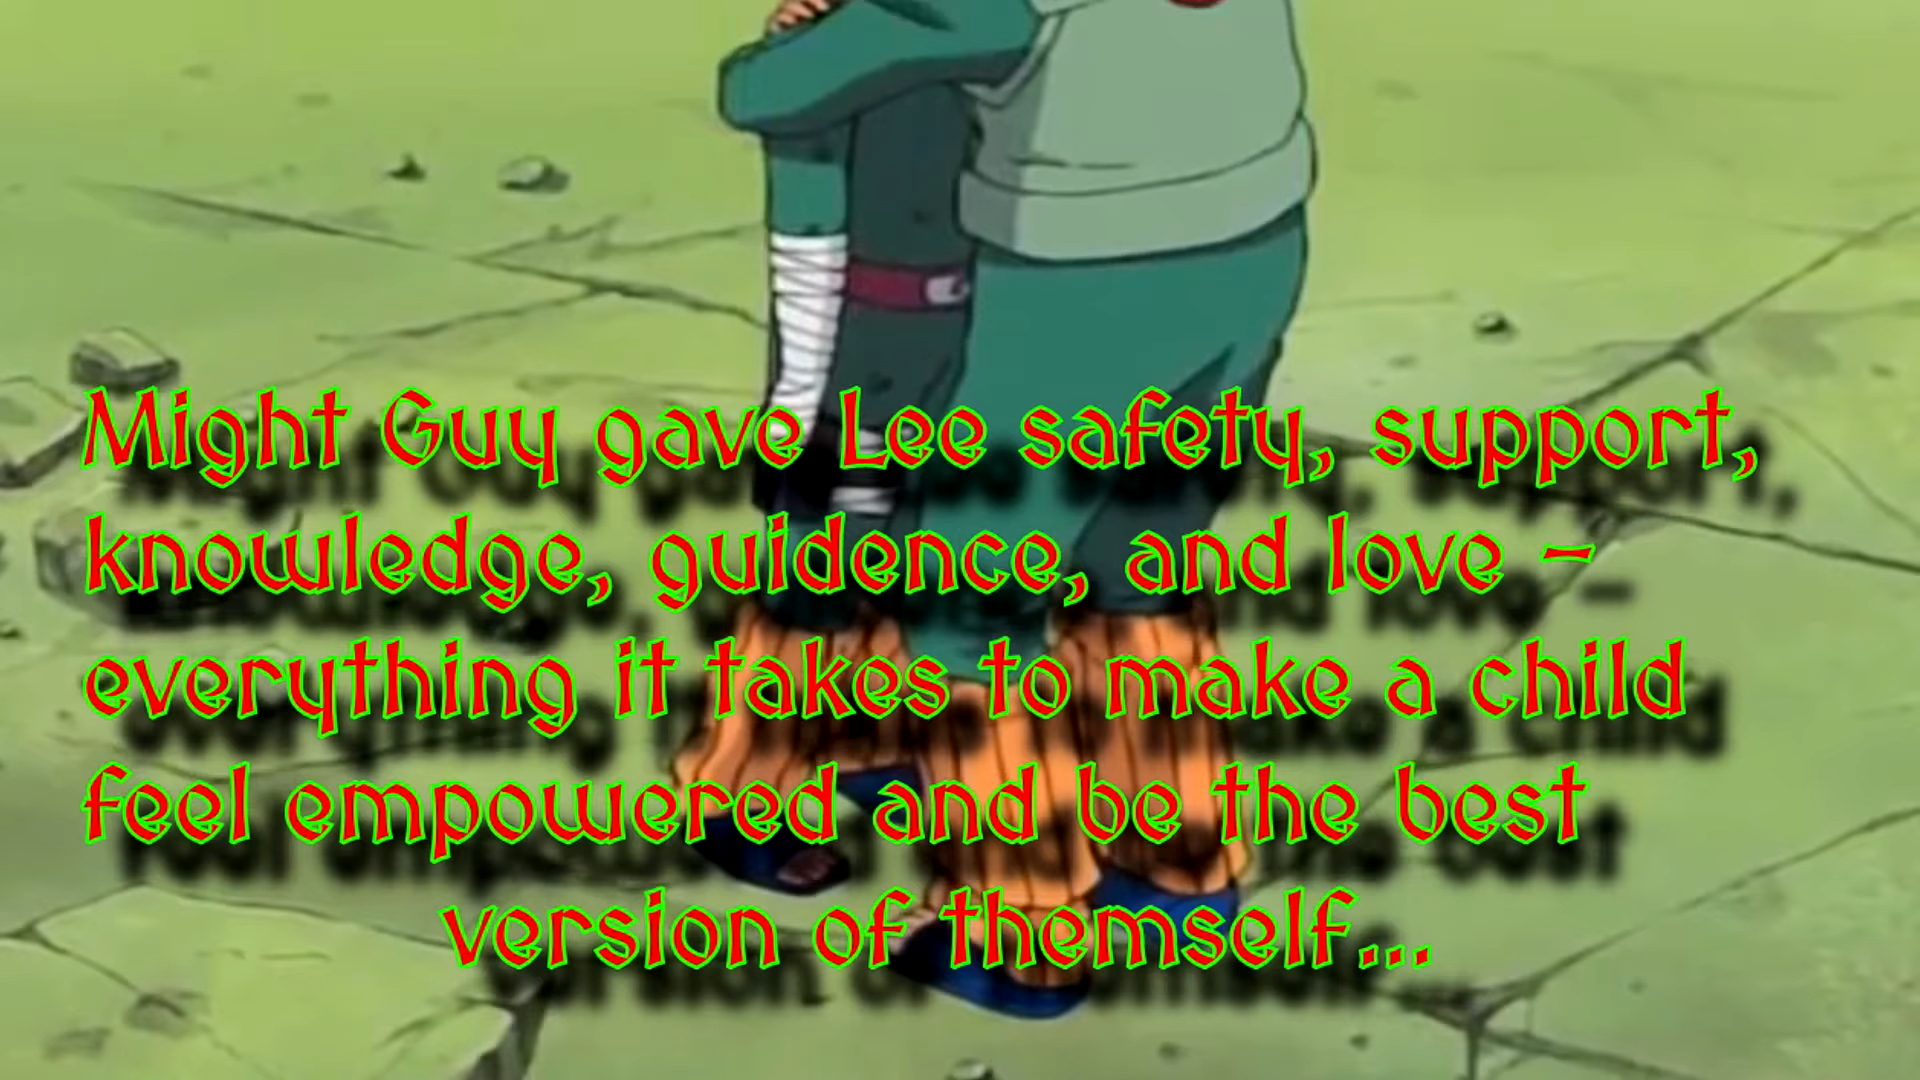 Might Guy gave Lee safety, support,
knowledge, guidence, and love -
everything it takes to make a child
feel empowered and be the best
version of themself...